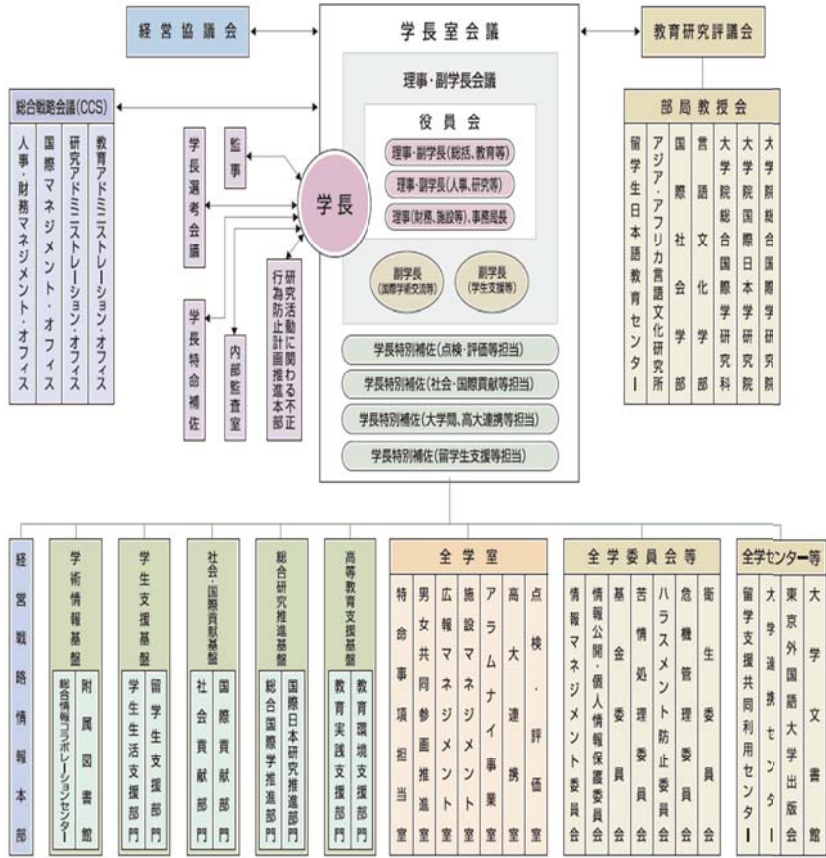 経営協議会
学長室会議
教育研究評議会
理事・副学長会議
役員会
理事・副学長(総括、教育等)
理事・副学長(人事、研究等)
理事(財務、施設等)、事務局長
副学長
(国際学術交流等)
副学長
(学生支援等)
学長
学長特別補佐(点検・評価等担当)
学長特別補佐(社会・国際貢献等担当)
学長特別補佐(大学間、高大連携等担当)
学長特別補佐(留学生支援等担当)
総合戦略会議(CCS)
教育アドミニストレーション・オフィス
研究アドミニストレーション・オフィス
国際マネジメント・オフィス
人事・財務マネジメント・オフィス
監事
学長選考会議
研究活動に関わる不正
行為防止計画推進本部
内部監査室
学長特命補佐
部局教授会
大学院総合国際学研究院
大学院国際日本学研究院
大学院総合国際学研究科
言語文化学部
国際社会学部
アジア・アフリカ言語文化研究所
留学生日本語教育センター
経営戦略情報本部
学術情報基盤
附属図書館
総合情報コラボレーションセンター
学生支援基盤
留学生支援部門
学生生活支援部門
社会・国際貢献基盤
国際貢献部門
社会貢献部門
総合研究推進基盤
国際日本研究推進部門
総合国際学推進部門
高等教育支援基盤
教育環境支援部門
教育実践支援部門
全学室
点検・評価室
高大連携室
アラムナイ事業室
施設マネジメント室
広報マネジメント室
男女共同参画推進室
特命事項担当室
全学委員会等
衛生委員会
危機管理委員会
ハラスメント防止委員会
苦情処理委員会
基金委員会
情報公開・個人情報保護委員会
情報マネジメント委員会
全学センター等
大学文書館
東京外国語大学出版会
大学連携センター
留学支援共同利用センター